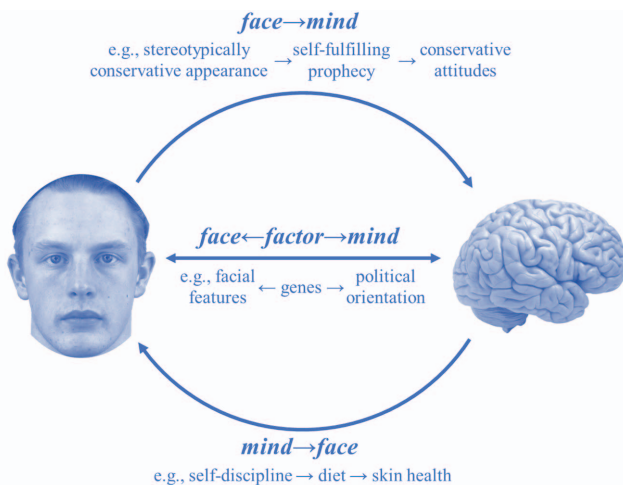 face→mind
e.g., stereotypically conservative appearance → self-fulfilling prophecy → conservative attitudes
face←factor→mind
e.g., facial features ← genes → political orientation
mind→face
e.g., self-discipline → diet → skin health